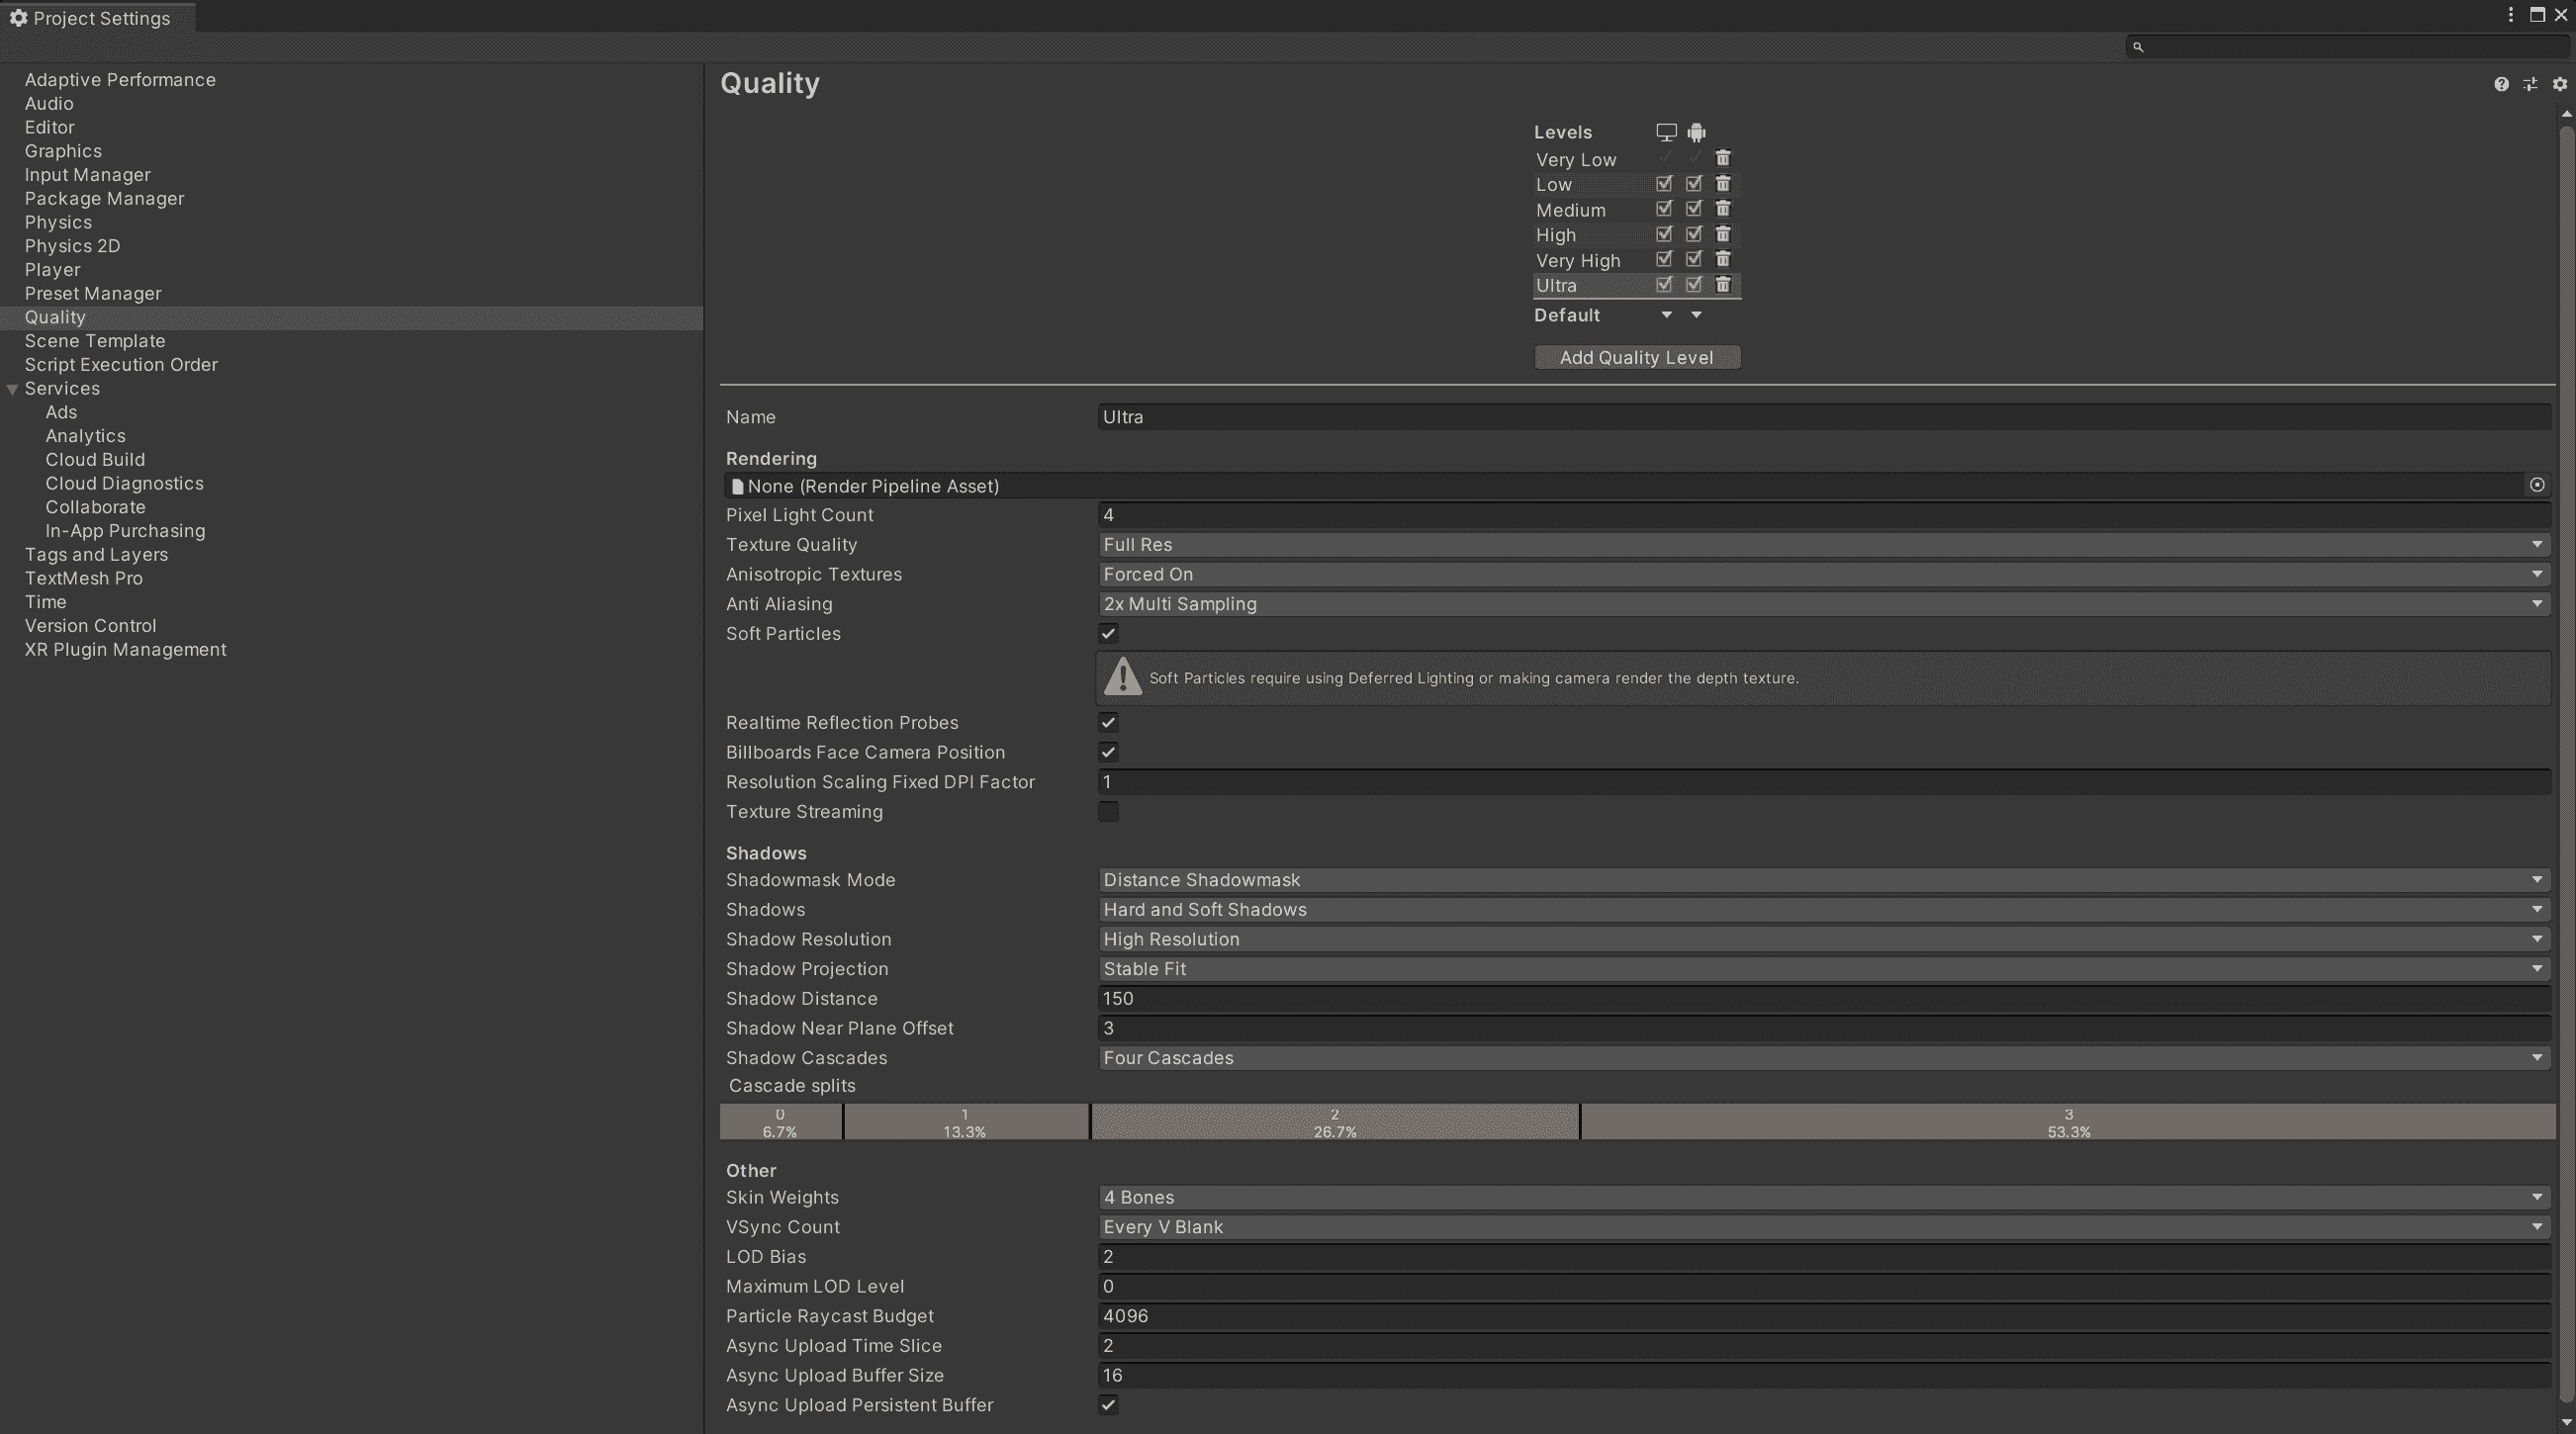 Project Settings
Adaptive Performance
Audio
Editor
Graphics
Input Manager
Package Manager
Physics
Physics 2D
Player
Preset Manager
Quality
Scene Template
Script Execution Order
Services
Ads
Analytics
Cloud Build
Cloud Diagnostics
Collaborate
In-App Purchasing
Tags and Layers
TextMesh Pro
Time
Version Control
XR Plugin Management
Quality
Levels
Very Low
Low
Medium
High
Very High
Ultra
Default
Add Quality Level
Name Ultra
Rendering
None (Render Pipeline Asset)
Pixel Light Count 4
Texture Quality Full Res
Anisotropic Textures Forced On
Anti Aliasing 2x Multi Sampling
Soft Particles
Soft Particles require using Deferred Lighting or making camera render the depth texture.
Realtime Reflection Probes
Billboards Face Camera Position
Resolution Scaling Fixed DPI Factor 1
Texture Streaming
Shadows
Shadowmask Mode Distance Shadowmask
Shadows Hard and Soft Shadows
Shadow Resolution High Resolution
Shadow Projection Stable Fit
Shadow Distance 150
Shadow Near Plane Offset 3
Shadow Cascades Four Cascades
Cascade splits
0 1 2 3
6.7% 13.3% 26.7% 53.3%
Other
Skin Weights 4 Bones
VSync Count Every V Blank
LOD Bias 2
Maximum LOD Level 0
Particle Raycast Budget 4096
Async Upload Time Slice 2
Async Upload Buffer Size 16
Async Upload Persistent Buffer